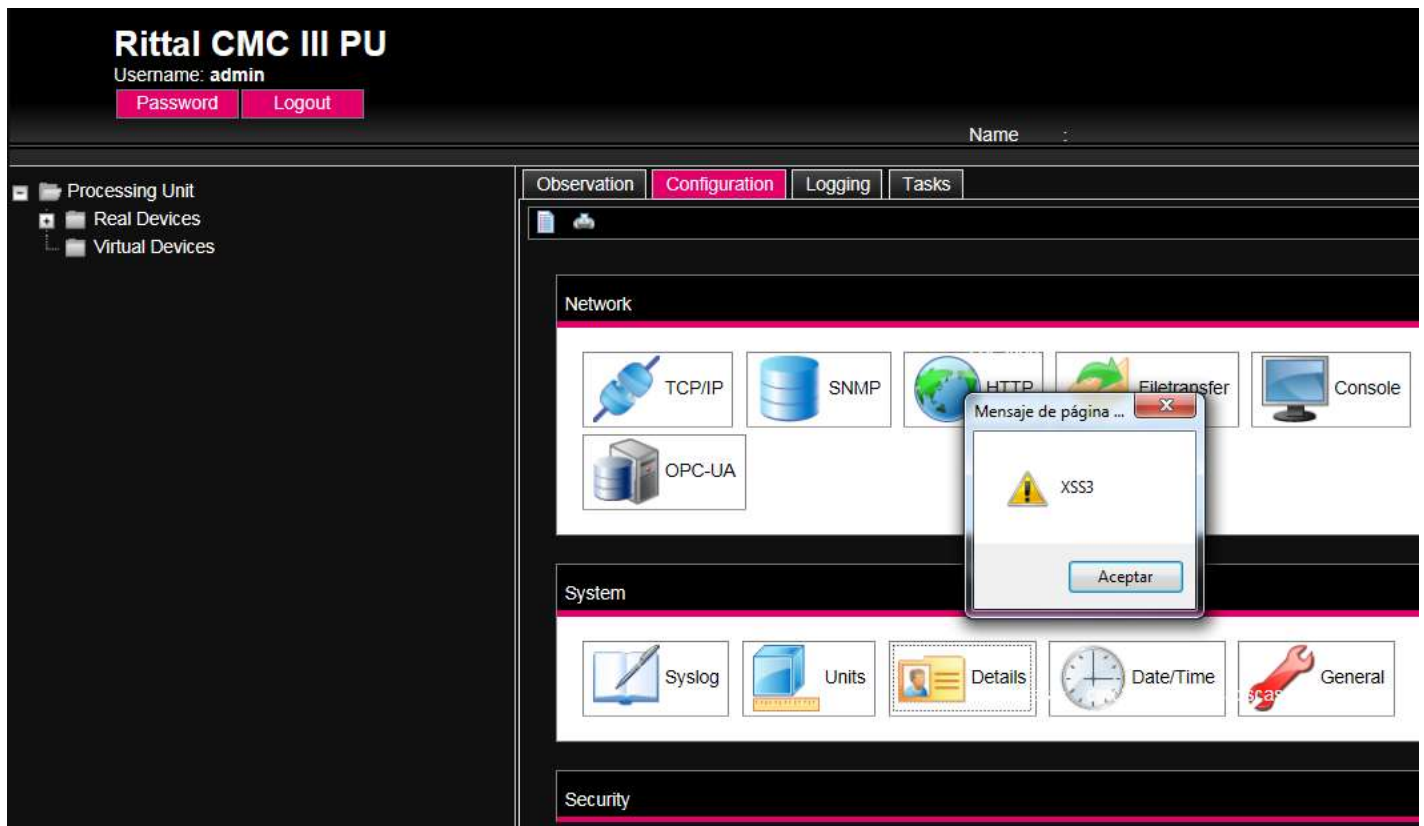 Rittal CMC III PU
Username: admin
Password Logout
Name :
Processing Unit
Real Devices
Virtual Devices
Observation Configuration Logging Tasks
Network
TCP/IP SNMP HTTP Filetransfer Console
OPC-UA
Mensaje de página ...
XSS3
Aceptar
System
Syslog Units Details Date/Time General
Security